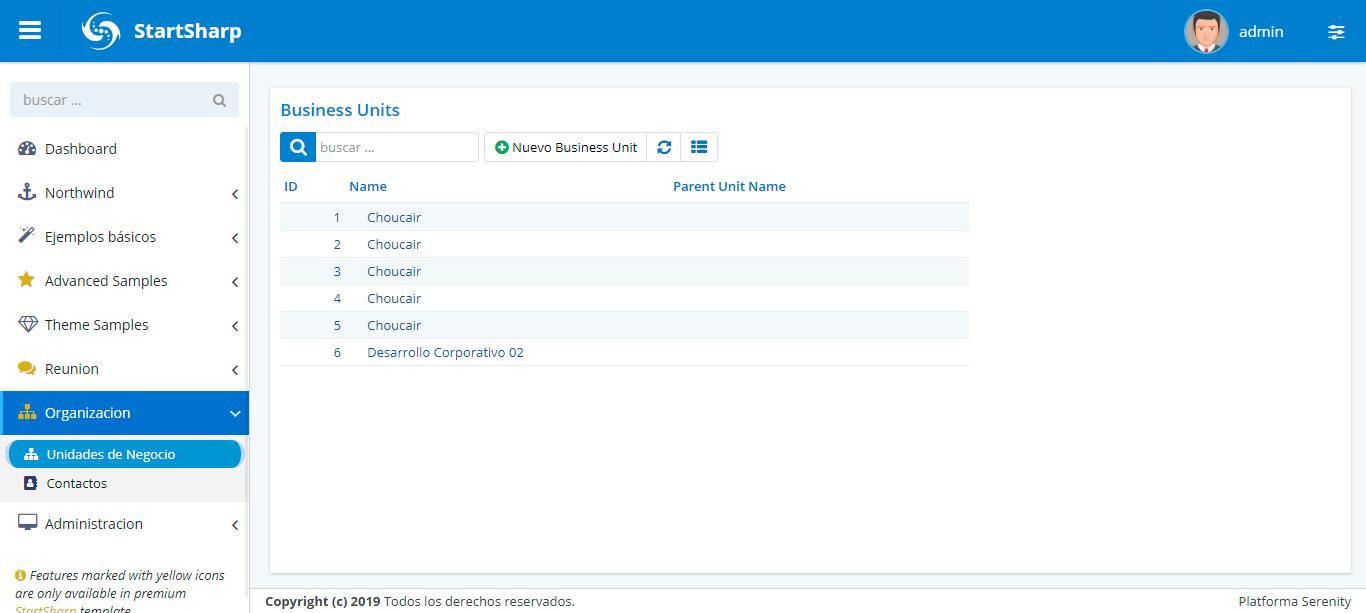 StartSharp
admin
buscar ...
Dashboard
Northwind
Ejemplos básicos
Advanced Samples
Theme Samples
Reunion
Organizacion
Unidades de Negocio
Contactos
Administracion
Features marked with yellow icons
are only available in premium
StartSharp template
Business Units
buscar ...
Nuevo Business Unit
ID Name Parent Unit Name
1 Choucair
2 Choucair
3 Choucair
4 Choucair
5 Choucair
6 Desarrollo Corporativo 02
Copyright (c) 2019 Todos los derechos reservados.
Platforma Serenity